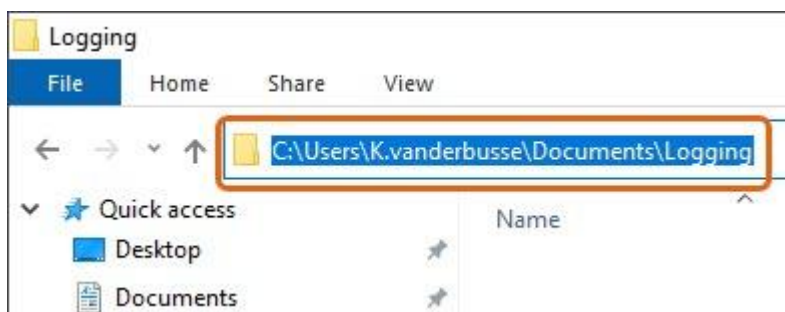 Logging
File Home Share View
C:\Users\K.vanderbusse\Documents\Logging
Quick access
Name
Desktop
Documents